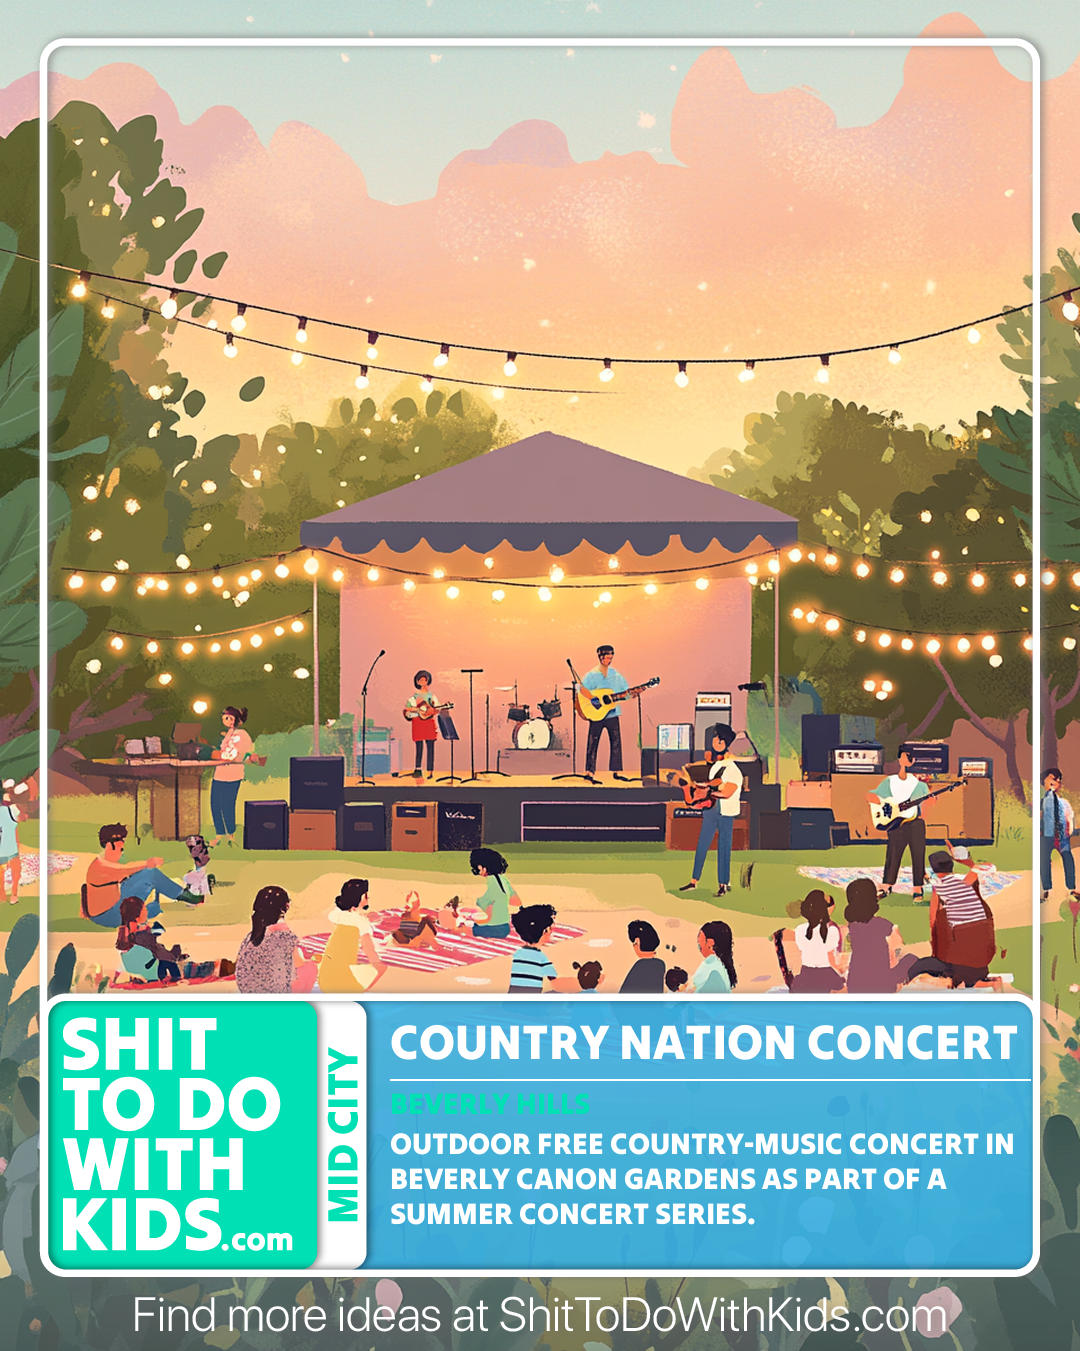 SHIT
TO DO
WITH
KIDS.com
MID CITY
COUNTRY NATION CONCERT
BEVERLY HILLS
OUTDOOR FREE COUNTRY-MUSIC CONCERT IN
BEVERLY CANON GARDENS AS PART OF A
SUMMER CONCERT SERIES.
Find more ideas at ShitToDoWithKids.com